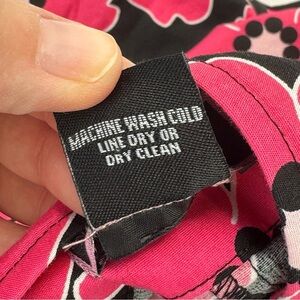 MACHINE WASH COLD
LINE DRY OR
DRY CLEAN